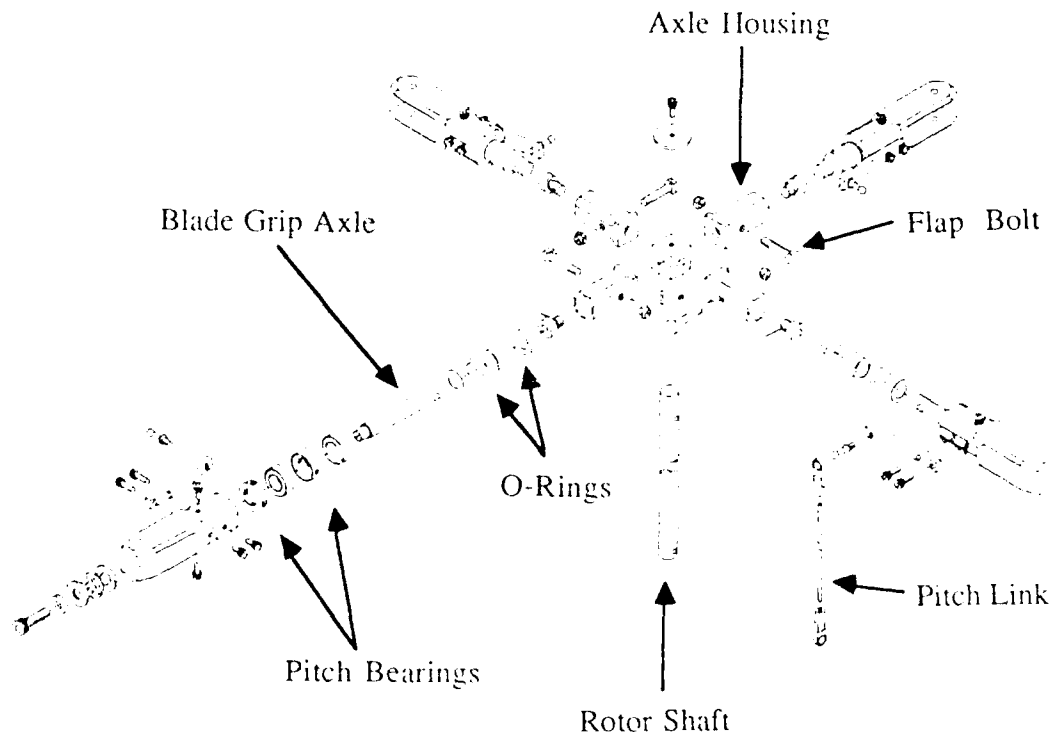 Axle Housing
Blade Grip Axle
Flap Bolt
O-Rings
Pitch Link
Pitch Bearings
Rotor Shaft